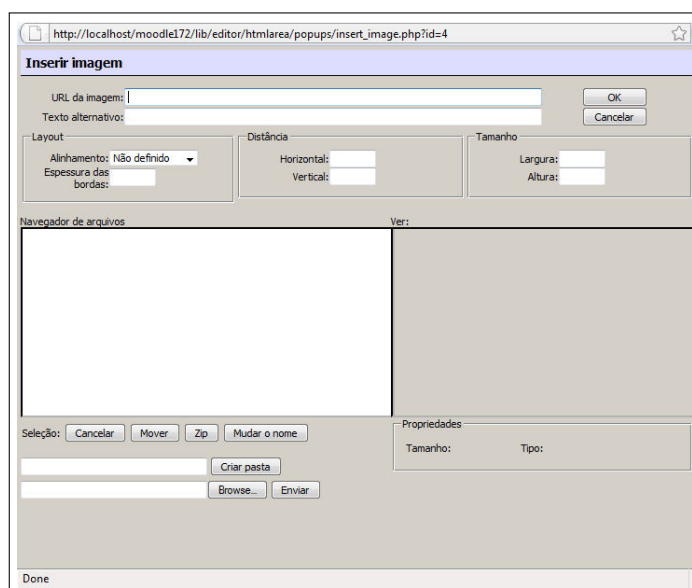 http://localhost/moodle172/lib/editor/htmlarea/popups/insert_image.php?id=4
Inserir imagem
URL da imagem:
OK
Texto alternativo:
Cancelar
Layout
Alinhamento: Não definido
Espessura das
bordas:
Distância
Horizontal:
Vertical:
Tamanho
Largura:
Altura:
Navegador de arquivos
Ver:
Seleção: Cancelar Mover Zip Mudar o nome
Propriedades
Tamanho: Tipo:
Criar pasta
Browse... Enviar
Done